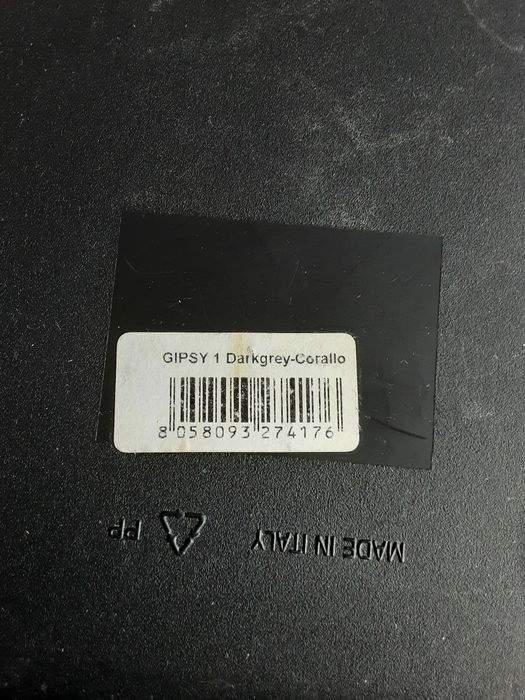 GIPSY 1 Darkgrey-Corallo
8 058093 274176
MADE IN ITALY PP